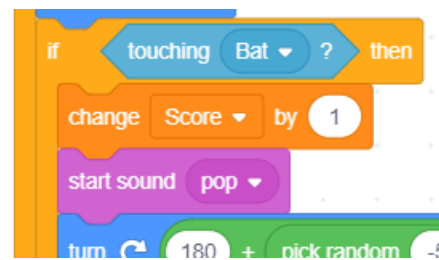 if touching Bat ? then
change Score by 1
start sound pop
turn 180 + pick random